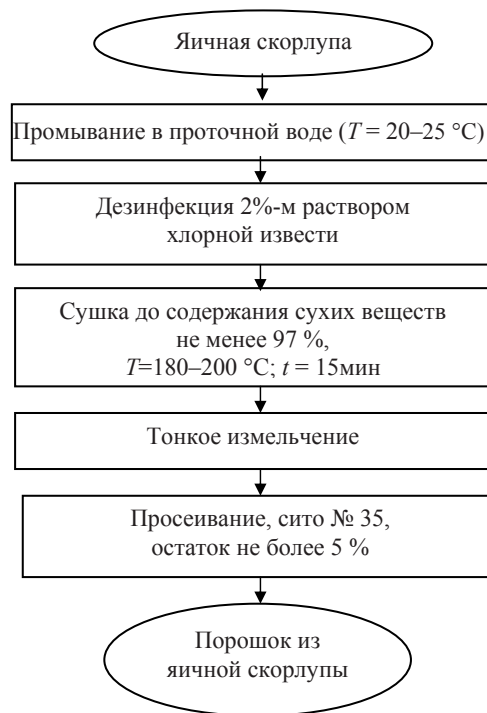 Яичная скорлупа
Промывание в проточной воде (T = 20–25 °С)
Дезинфекция 2%-м раствором
хлорной извести
Сушка до содержания сухих веществ
не менее 97 %,
T=180–200 °С; t = 15мин
Тонкое измельчение
Просеивание, сито № 35,
остаток не более 5 %
Порошок из
яичной скорлупы